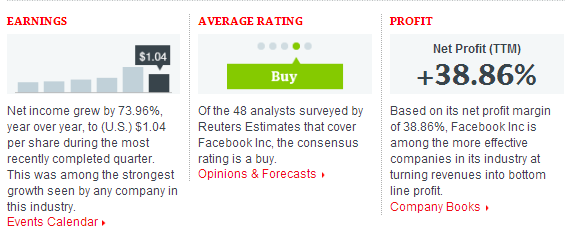 EARNINGS
$1.04
Net income grew by 73.96%,
year over year, to (U.S.) $1.04
per share during the most
recently completed quarter.
This was among the strongest
growth seen by any company in
this industry.
Events Calendar
AVERAGE RATING
Buy
Of the 48 analysts surveyed by
Reuters Estimates that cover
Facebook Inc, the consensus
rating is a buy.
Opinions & Forecasts
PROFIT
Net Profit (TTM)
+38.86%
Based on its net profit margin
of 38.86%, Facebook Inc is
among the more effective
companies in its industry at
turning revenues into bottom
line profit.
Company Books